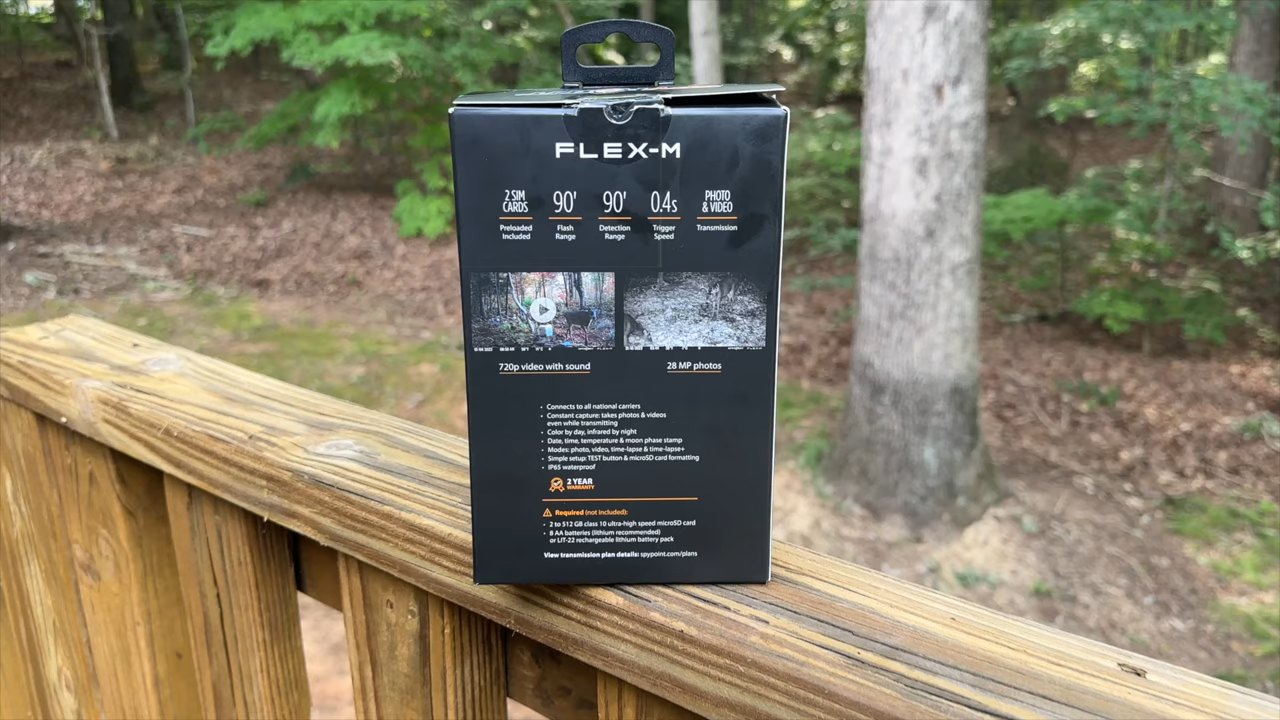 FLEX-M
2 SIM CARDS
Preloaded Included
90'
Flash Range
90'
Detection Range
0.4s
Trigger Speed
PHOTO & VIDEO
Transmission
720p video with sound
28 MP photos
• Connects to all national carriers
• Constant capture: takes photos & videos
even while transmitting
• Color by day, infrared by night
• Date, time, temperature & moon phase stamp
• Modes: photo, video, time-lapse & time-lapse+
• Simple setup: TEST button & microSD card formatting
• IP65 waterproof
2 YEAR
WARRANTY
Required (not included):
• 2 to 512 GB class 10 ultra-high speed microSD card
• 8 AA batteries (lithium recommended)
or LIT-22 rechargeable lithium battery pack
View transmission plan details: spypoint.com/plans